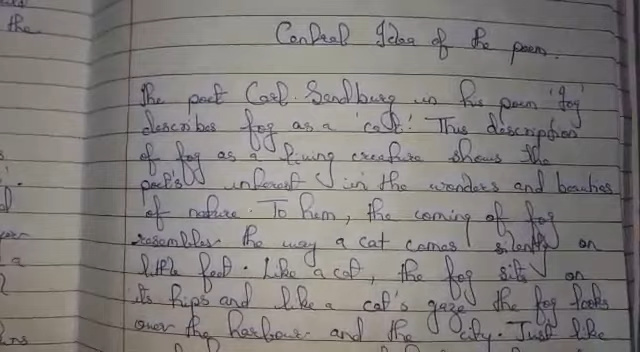 the
Central Idea of the poem.
The poet Carl Sandburg in his poem 'fog'
describes fog as a 'cat'. This description
of fog as a living creature shows the
poet's interest in the wonders and beauties
of nature. To him, the coming of fog
resembles the way a cat comes silently on
little feet. Like a cat, the fog sits on
its hips and like a cat's gaze the fog looks
over the harbour and the city. Just like